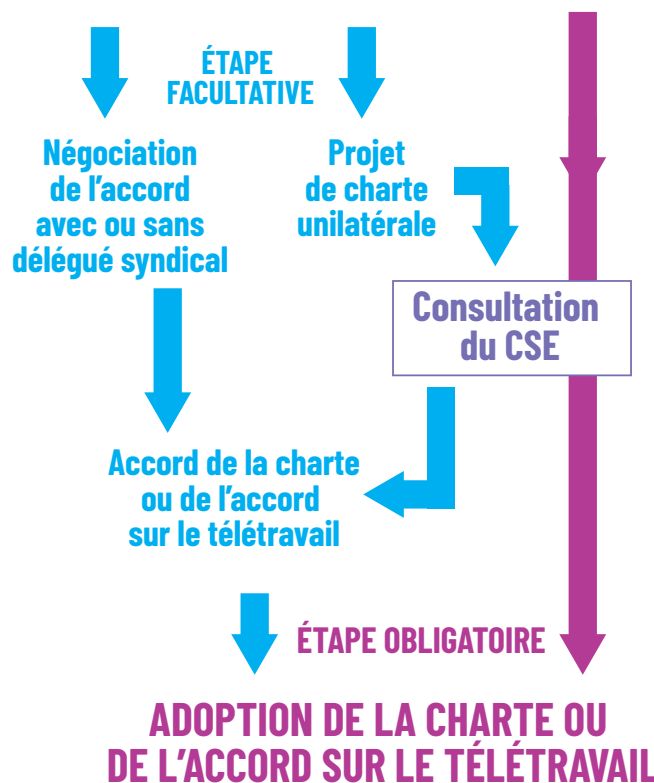 ÉTAPE
FACULTATIVE
Négociation
de l'accord
avec ou sans
délégué syndical
Projet
de charte
unilatérale
Consultation
du CSE
Accord de la charte
ou de l'accord
sur le télétravail
ÉTAPE OBLIGATOIRE
ADOPTION DE LA CHARTE OU
DE L'ACCORD SUR LE TÉLÉTRAVAIL